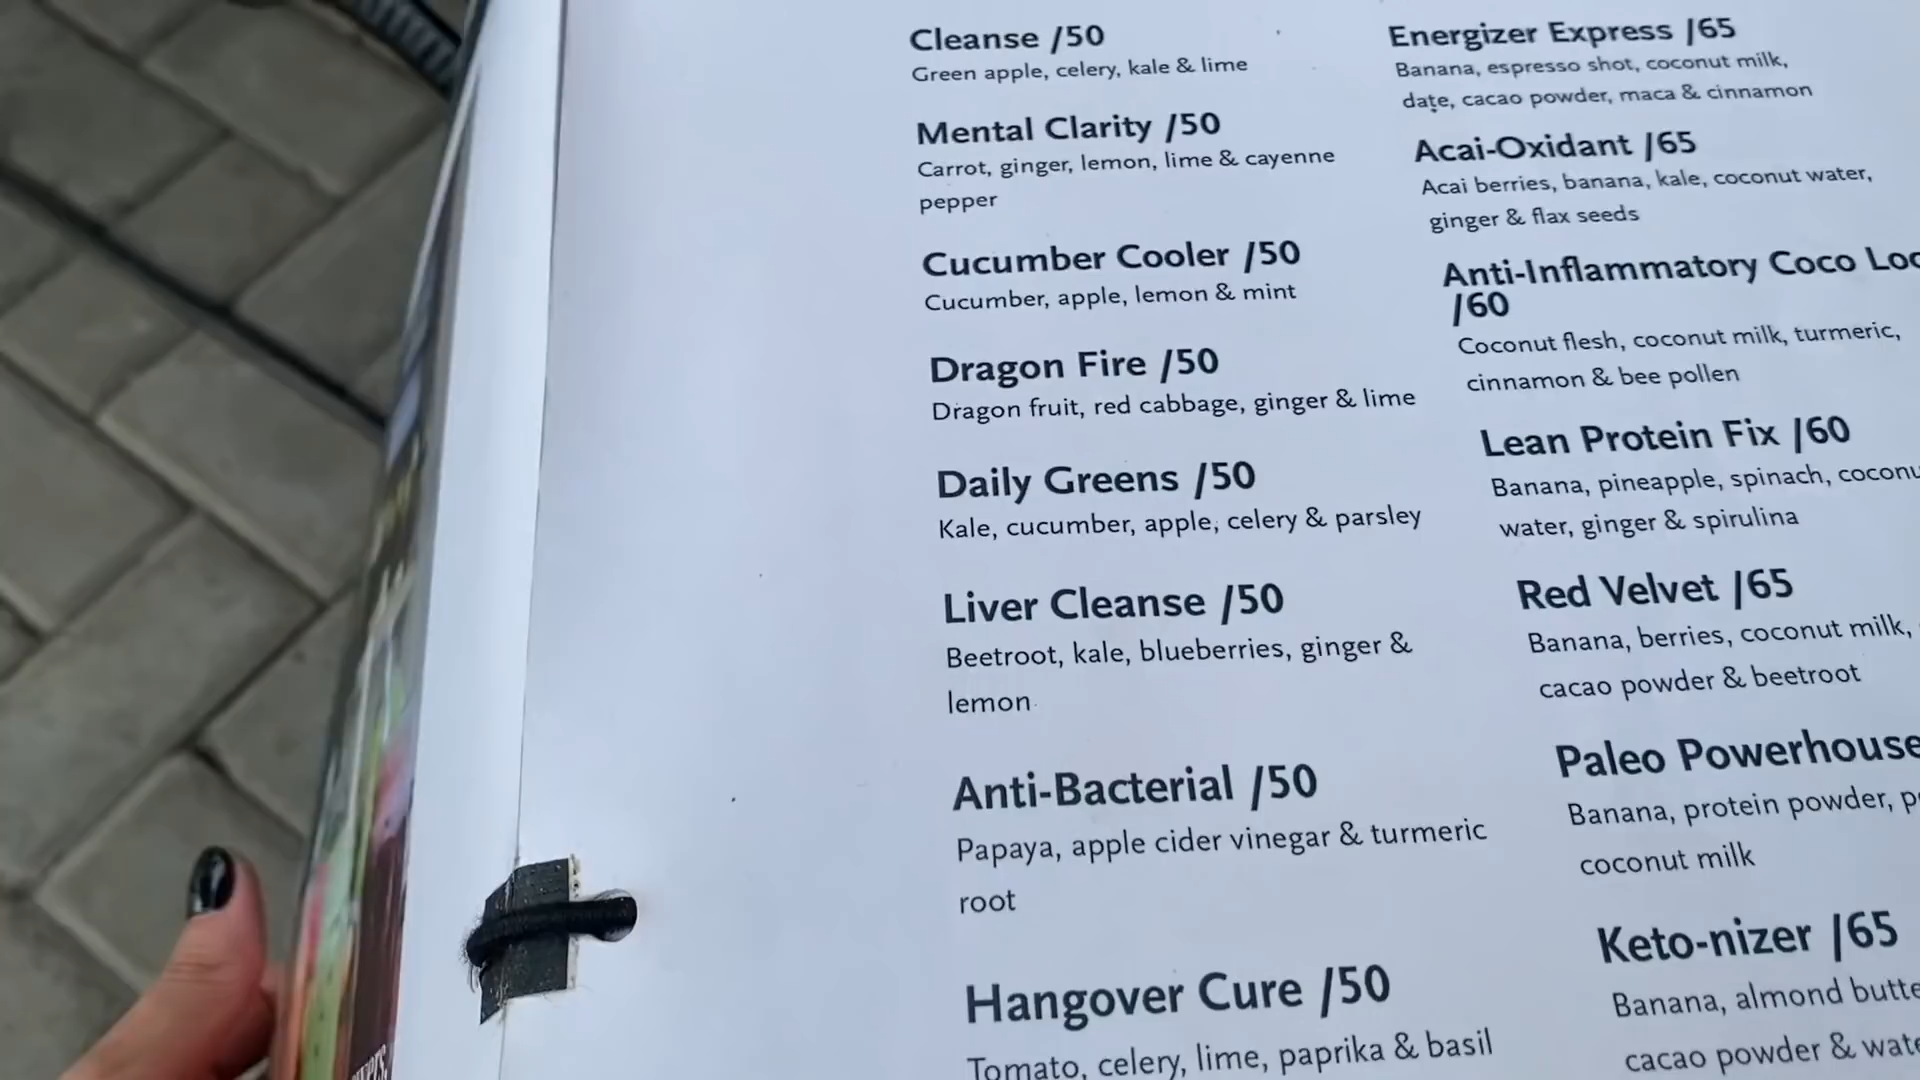 Cleanse /50
Green apple, celery, kale & lime
Mental Clarity /50
Carrot, ginger, lemon, lime & cayenne
pepper
Cucumber Cooler /50
Cucumber, apple, lemon & mint
Dragon Fire /50
Dragon fruit, red cabbage, ginger & lime
Daily Greens /50
Kale, cucumber, apple, celery & parsley
Liver Cleanse /50
Beetroot, kale, blueberries, ginger &
lemon
Anti-Bacterial /50
Papaya, apple cider vinegar & turmeric
root
Hangover Cure /50
Tomato, celery, lime, paprika & basil
Energizer Express /65
Banana, espresso shot, coconut milk,
date, cacao powder, maca & cinnamon
Acai-Oxidant /65
Acai berries, banana, kale, coconut water,
ginger & flax seeds
Anti-Inflammatory Coco
/60
Coconut flesh, coconut milk, turmeric,
cinnamon & bee pollen
Lean Protein Fix /60
Banana, pineapple, spinach,
water, ginger & spirulina
Red Velvet /65
Banana, berries, coconut milk,
cacao powder & beetroot
Paleo Powerhouse
Banana, protein powder,
coconut milk
Keto-nizer /65
Banana, almond
cacao powder &